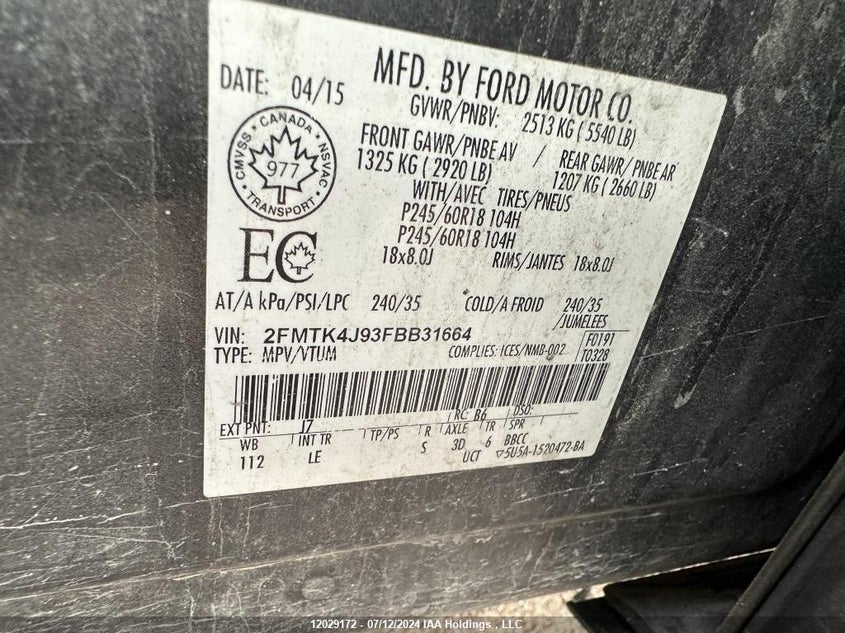 MFD. BY FORD MOTOR CO.
DATE: 04/15
GVWR/PNBV: 2513 KG ( 5540 LB)
FRONT GAWR/PNBE AV / REAR GAWR/ PNBE AR
1325 KG ( 2920 LB) 1207 KG ( 2660 LB)
WITH/AVEC TIRES/PNEUS
P245/60R18 104H
P245/60R18 104H
18x8.0J RIMS/JANTES 18x8.0J
CMVSS · CANADA · NSVAC
977
TRANSPORT
EC
AT/A kPa/PSI/LPC 240/35 COLD/A FROID 240/35
/JUMELEES
VIN: 2FMTK4J93FBB31664
F0191
TYPE: MPV/VTUM COMPLIES: ICES/NMB-002 T0328
EXT PNT: J7 RC: B6 DSO:
WB INT TR TP/PS R AXLE TR SPR
112 LE S 3D 6 BBCC
UCT ▽5U5A-1520472-BA
12029172 - 07/12/2024 IAA Holdings , LLC